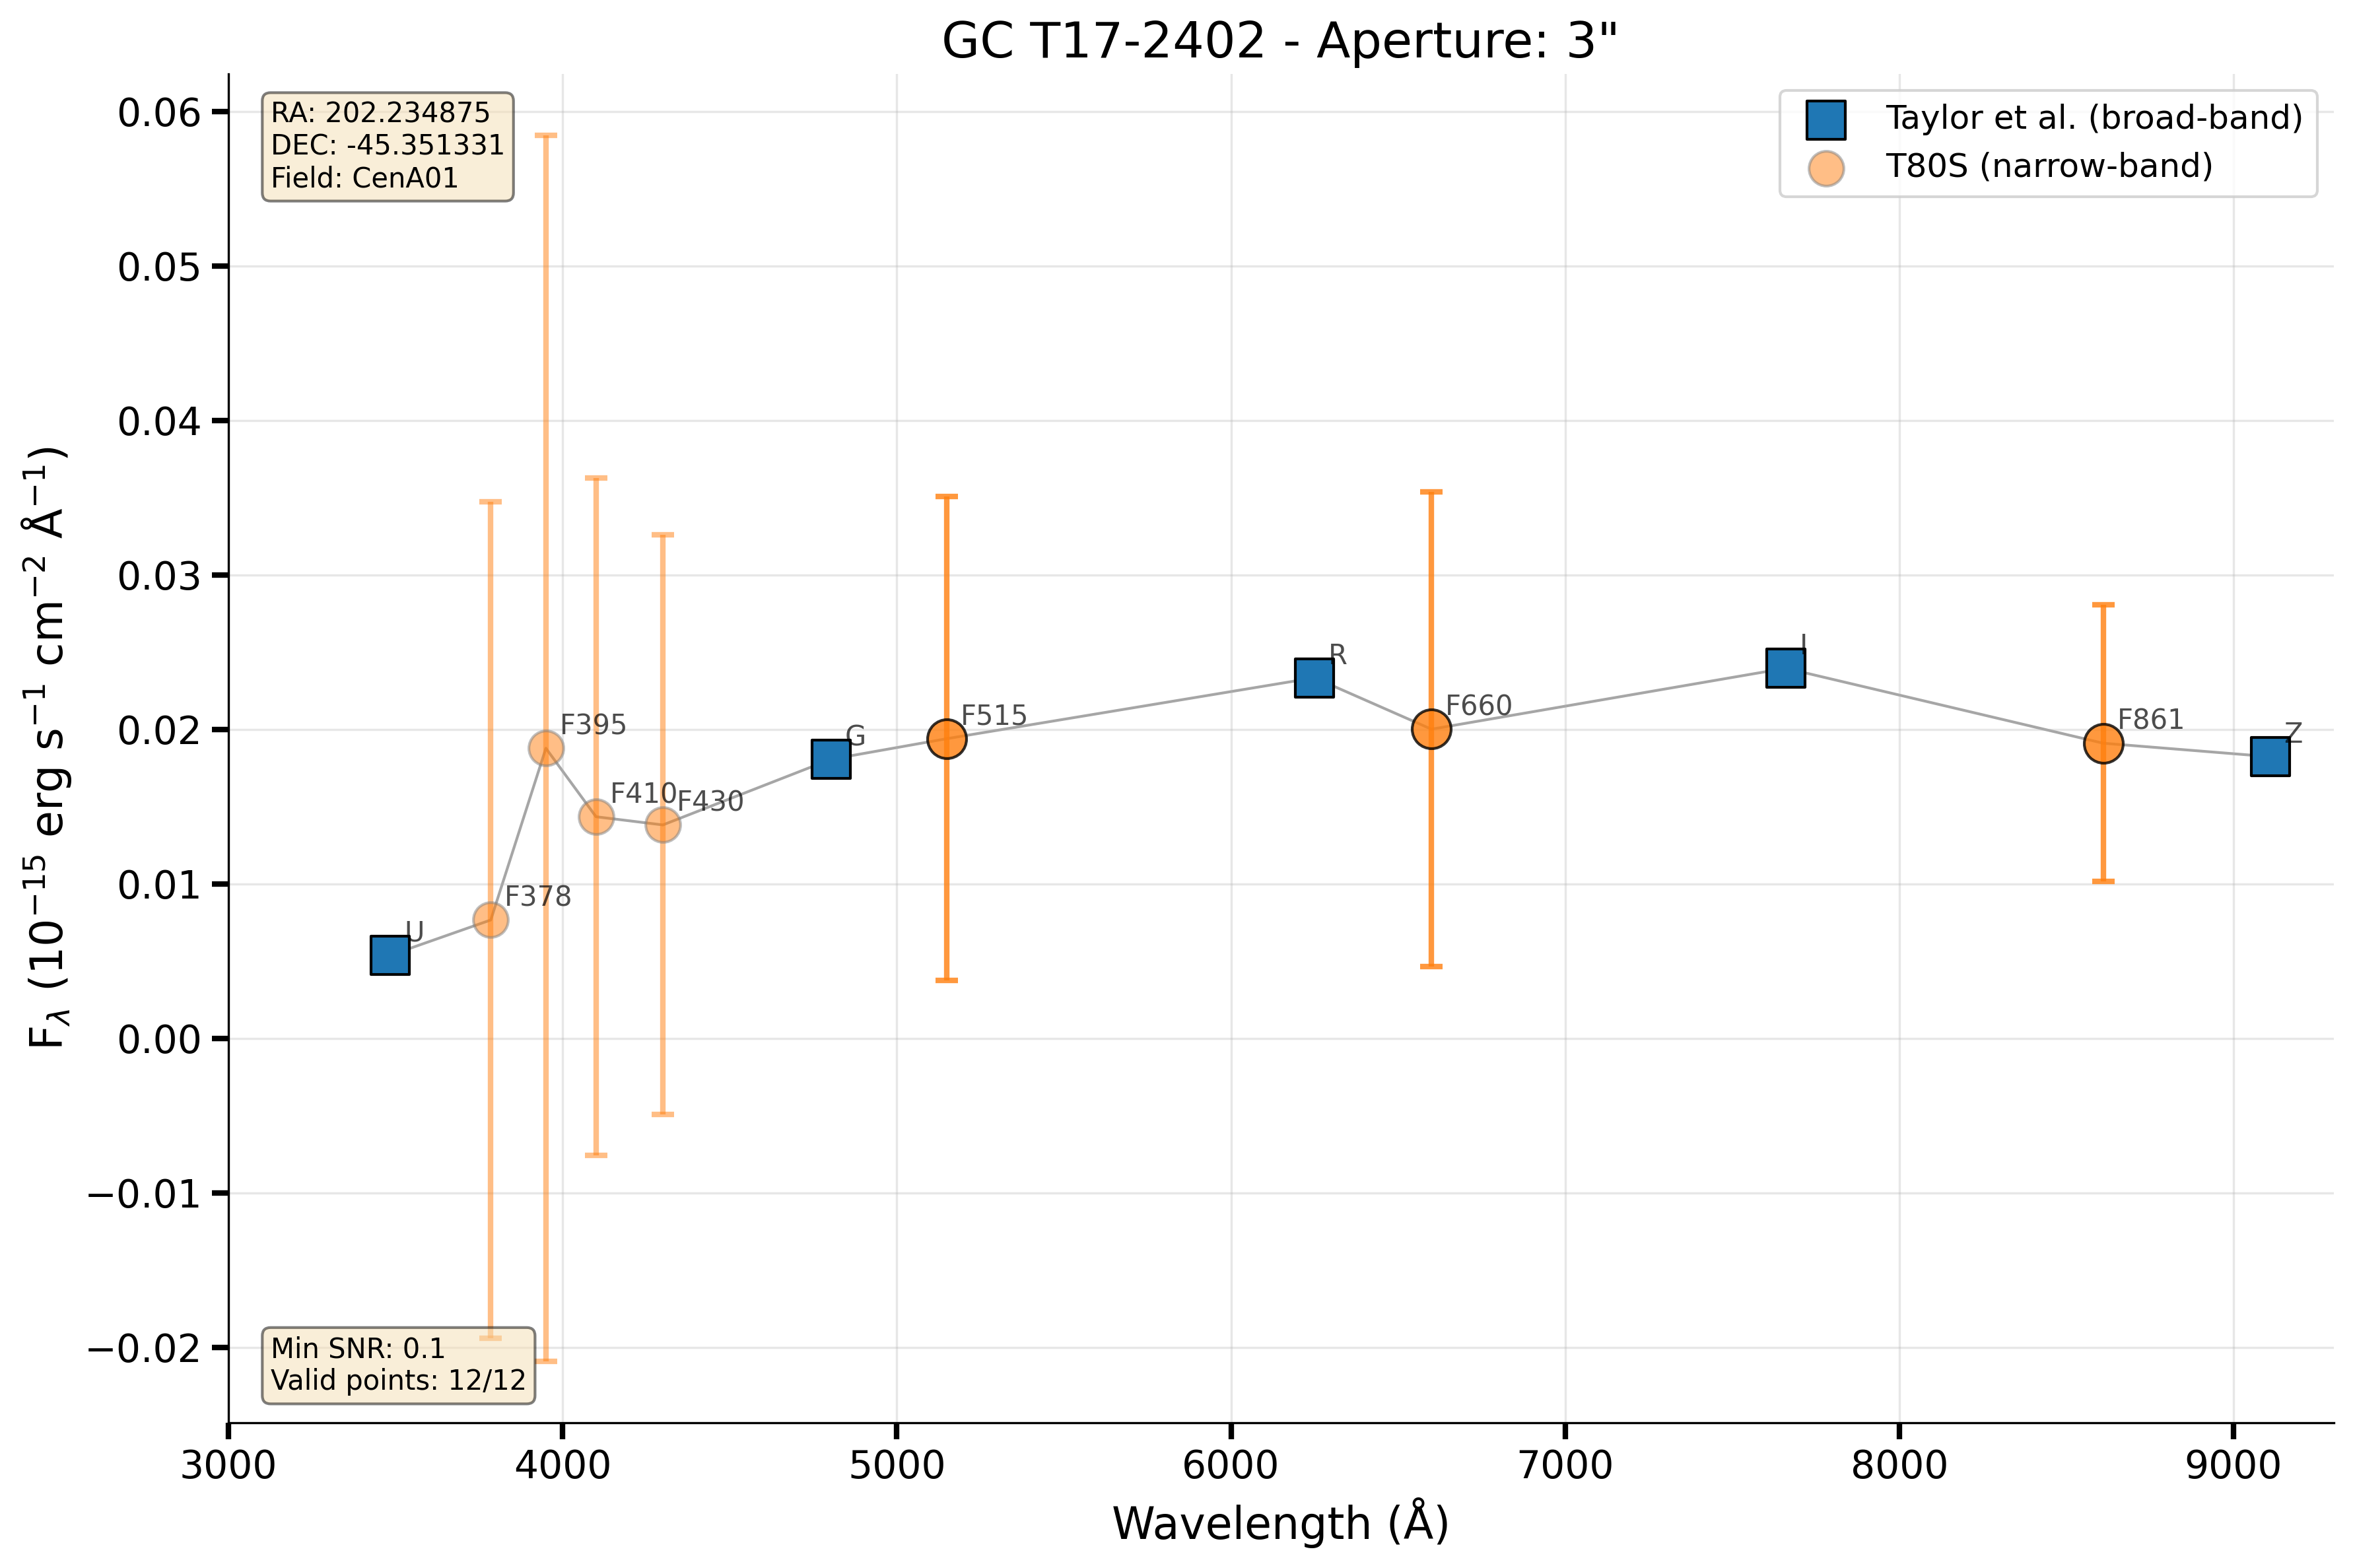 GC T17-2402 - Aperture: 3"
RA: 202.234875
DEC: -45.351331
Field: CenA01
Taylor et al. (broad-band)
T80S (narrow-band)
0.06
0.05
0.04
0.03
0.02
0.01
0.00
−0.01
−0.02
F_λ (10⁻¹⁵ erg s⁻¹ cm⁻² Å⁻¹)
U
F378
F395
F410
F430
G
F515
R
F660
I
F861
Z
Min SNR: 0.1
Valid points: 12/12
3000
4000
5000
6000
7000
8000
9000
Wavelength (Å)